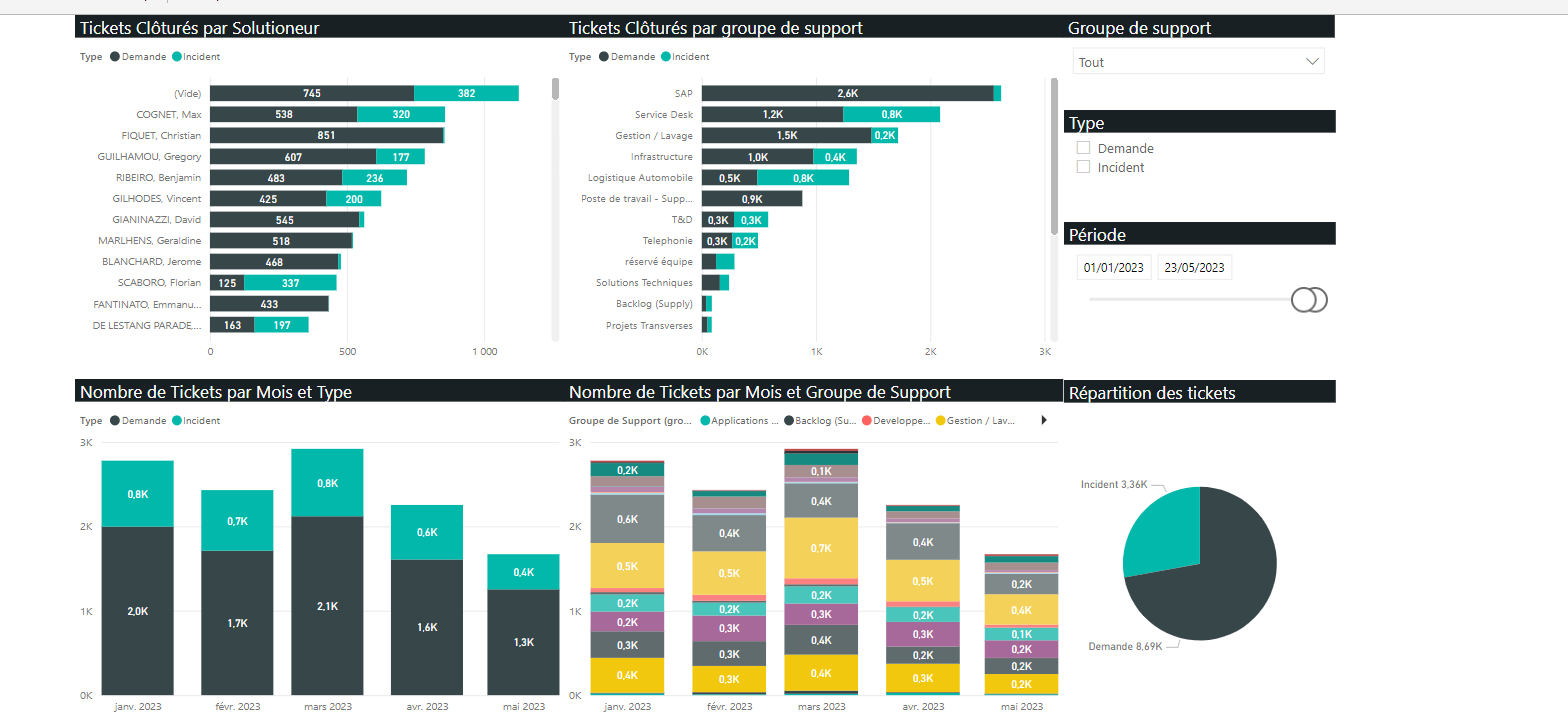 Tickets Clôturés par Solutioneur
Type Demande Incident
(Vide) 745 382
COGNET, Max 538 320
FIQUET, Christian 851
GUILHAMOU, Gregory 607 177
RIBEIRO, Benjamin 483 236
GILHODES, Vincent 425 200
GIANINAZZI, David 545
MARLHENS, Geraldine 518
BLANCHARD, Jerome 468
SCABORO, Florian 125 337
FANTINATO, Emmanu... 433
DE LESTANG PARADE,... 163 197
0 500 1 000
Tickets Clôturés par groupe de support
Type Demande Incident
SAP 2,6K
Service Desk 1,2K 0,8K
Gestion / Lavage 1,5K 0,2K
Infrastructure 1,0K 0,4K
Logistique Automobile 0,5K 0,8K
Poste de travail - Supp... 0,9K
T&D 0,3K 0,3K
Telephonie 0,3K 0,2K
réservé équipe
Solutions Techniques
Backlog (Supply)
Projets Transverses
0K 1K 2K 3K
Groupe de support
Tout
Type
Demande
Incident
Période
01/01/2023 23/05/2023
Nombre de Tickets par Mois et Type
Type Demande Incident
3K
2K
1K
0K
0,8K 0,7K 0,8K 0,6K 0,4K
2,0K 1,7K 2,1K 1,6K 1,3K
janv. 2023 févr. 2023 mars 2023 avr. 2023 mai 2023
Nombre de Tickets par Mois et Groupe de Support
Groupe de Support (gro... Applications ... Backlog (Su... Developpe... Gestion / Lav...
3K
2K
1K
0K
0,2K 0,6K 0,5K 0,2K 0,2K 0,3K 0,4K
0,4K 0,5K 0,2K 0,3K 0,3K 0,3K
0,1K 0,4K 0,7K 0,2K 0,3K 0,4K 0,4K
0,4K 0,5K 0,2K 0,3K 0,2K 0,3K
0,2K 0,4K 0,1K 0,2K 0,2K 0,2K
janv. 2023 févr. 2023 mars 2023 avr. 2023 mai 2023
Répartition des tickets
Incident 3,36K
Demande 8,69K